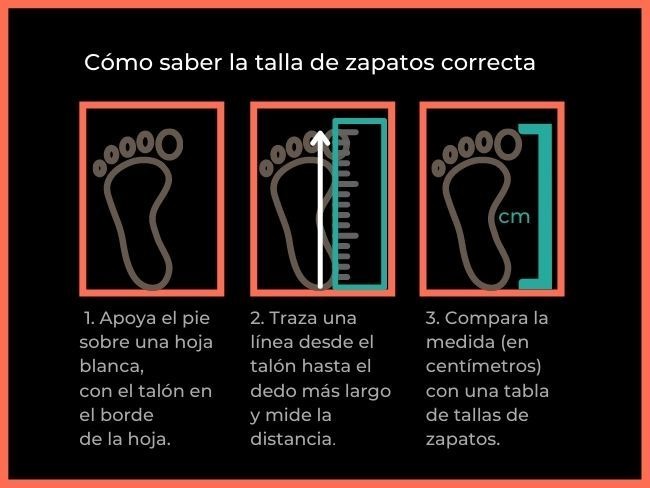 Cómo saber la talla de zapatos correcta
cm
1. Apoya el pie
sobre una hoja
blanca,
con el talón en
el borde
de la hoja.
2. Traza una
línea desde el
talón hasta el
dedo más largo
y mide la
distancia.
3. Compara la
medida (en
centímetros)
con una tabla
de tallas de
zapatos.